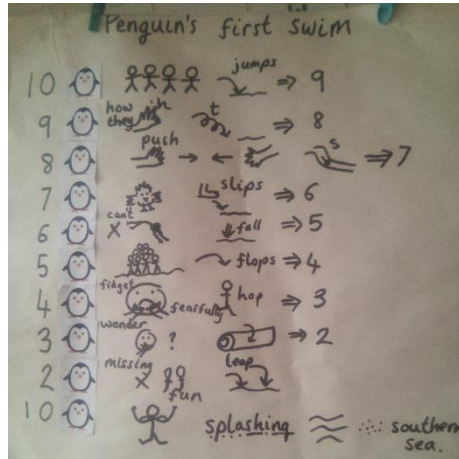 Penguin's first swim
10 jumps ⇒ 9
9 how they t ⇒ 8
8 push → ← s ⇒ 7
7 slips ⇒ 6
6 can't X fall ⇒ 5
5 flops ⇒ 4
4 fidget fearfully hop ⇒ 3
3 wonder ? ⇒ 2
2 missing X fun leap
10 splashing southern sea.